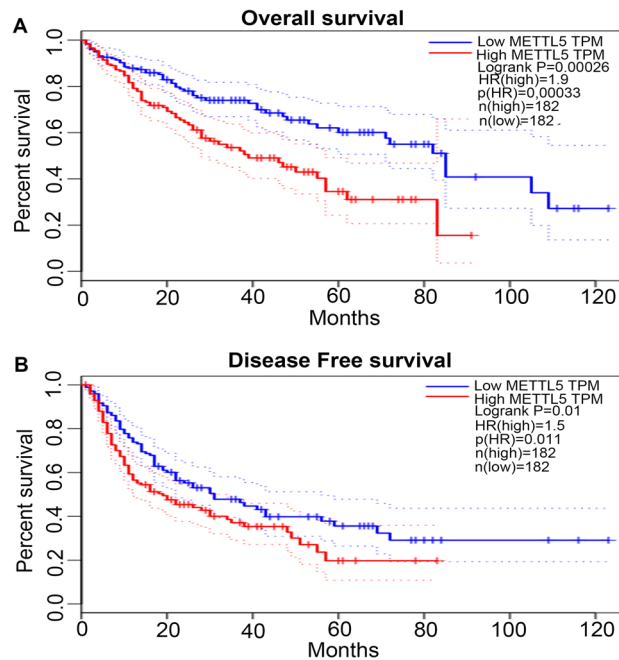 A
Overall survival
Low METTL5 TPM
High METTL5 TPM
Logrank P=0.00026
HR(high)=1.9
p(HR)=0,00033
n(high)=182
n(low)=182
Percent survival
1.0
0.8
0.6
0.4
0.2
0.0
0 20 40 60 80 100 120
Months
B
Disease Free survival
Low METTL5 TPM
High METTL5 TPM
Logrank P=0.01
HR(high)=1.5
p(HR)=0.011
n(high)=182
n(low)=182
Percent survival
1.0
0.8
0.6
0.4
0.2
0.0
0 20 40 60 80 100 120
Months